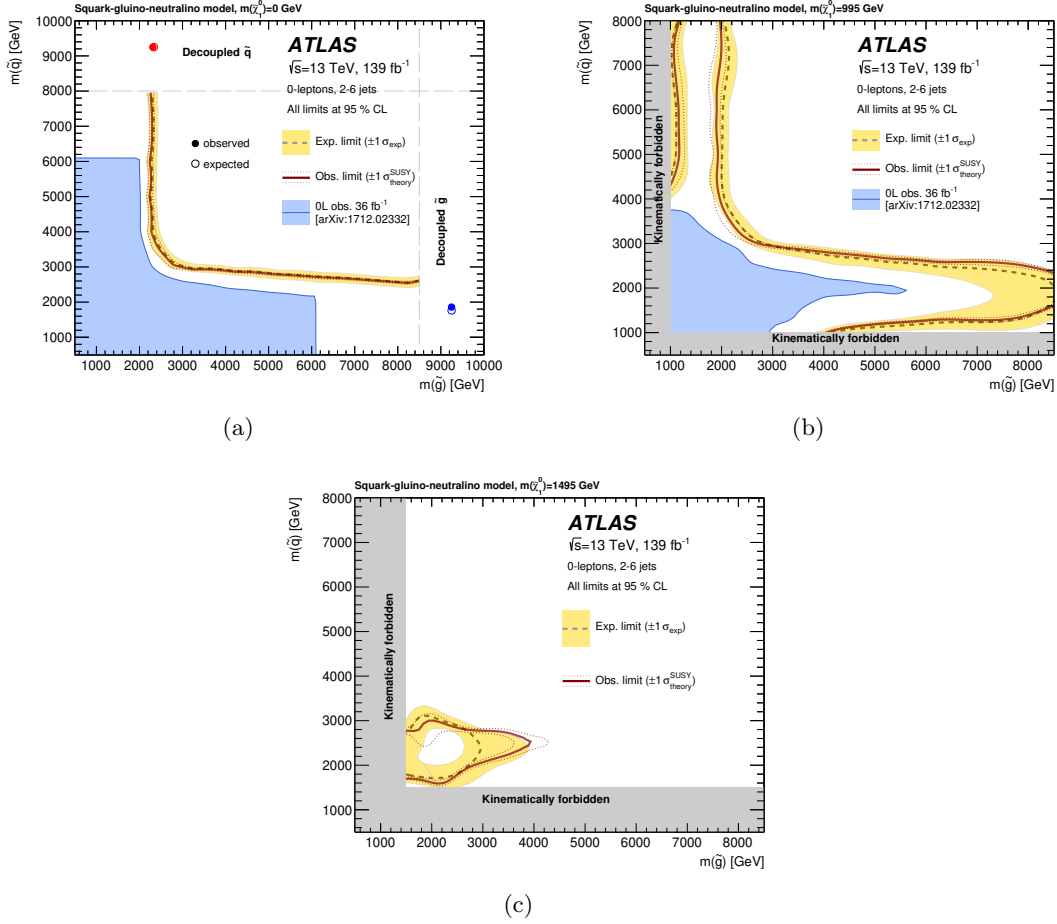 Squark-gluino-neutralino model, m(χ̃₁⁰)=0 GeV
m(q̃) [GeV]
10000
9000
8000
7000
6000
5000
4000
3000
2000
1000
Decoupled q̃
ATLAS
√s=13 TeV, 139 fb⁻¹
0-leptons, 2-6 jets
All limits at 95 % CL
observed
expected
Exp. limit (±1 σexp)
Obs. limit (±1 σ^SUSY_theory)
0L obs. 36 fb⁻¹
[arXiv:1712.02332]
Decoupled g̃
1000 2000 3000 4000 5000 6000 7000 8000 9000 10000
m(g̃) [GeV]
(a)
Squark-gluino-neutralino model, m(χ̃₁⁰)=995 GeV
m(q̃) [GeV]
8000
7000
6000
5000
4000
3000
2000
1000
Kinematically forbidden
ATLAS
√s=13 TeV, 139 fb⁻¹
0-leptons, 2-6 jets
All limits at 95 % CL
Exp. limit (±1 σexp)
Obs. limit (±1 σ^SUSY_theory)
0L obs. 36 fb⁻¹
[arXiv:1712.02332]
Kinematically forbidden
1000 2000 3000 4000 5000 6000 7000 8000
m(g̃) [GeV]
(b)
Squark-gluino-neutralino model, m(χ̃₁⁰)=1495 GeV
m(q̃) [GeV]
8000
7000
6000
5000
4000
3000
2000
1000
Kinematically forbidden
ATLAS
√s=13 TeV, 139 fb⁻¹
0-leptons, 2-6 jets
All limits at 95 % CL
Exp. limit (±1 σexp)
Obs. limit (±1 σ^SUSY_theory)
Kinematically forbidden
1000 2000 3000 4000 5000 6000 7000 8000
m(g̃) [GeV]
(c)